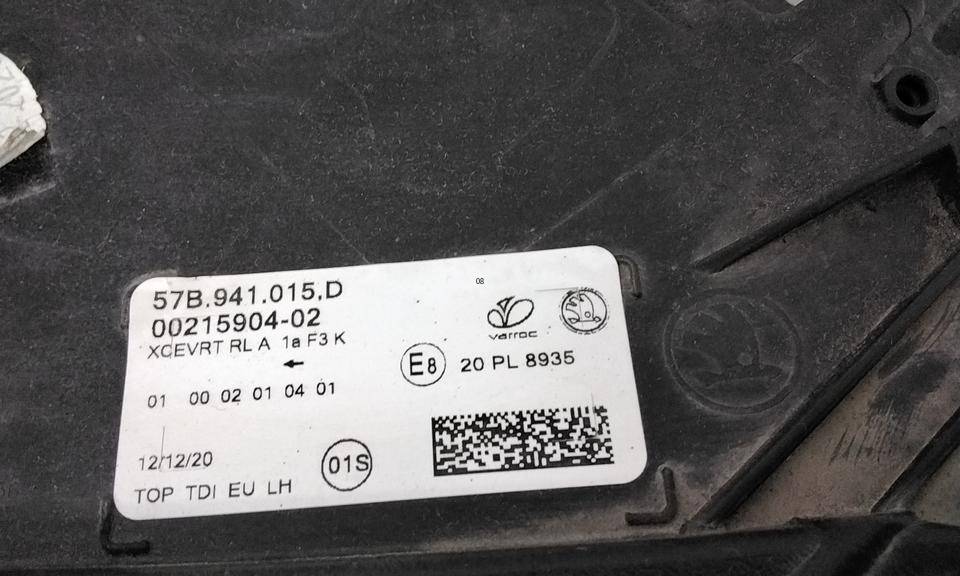 08
57B.941.015.D
00215904-02
XCEVRT RL A 1a F3 K
varroc
E8 20 PL 8935
01 00 02 01 04 01
12/12/20
01S
TOP TDI EU LH